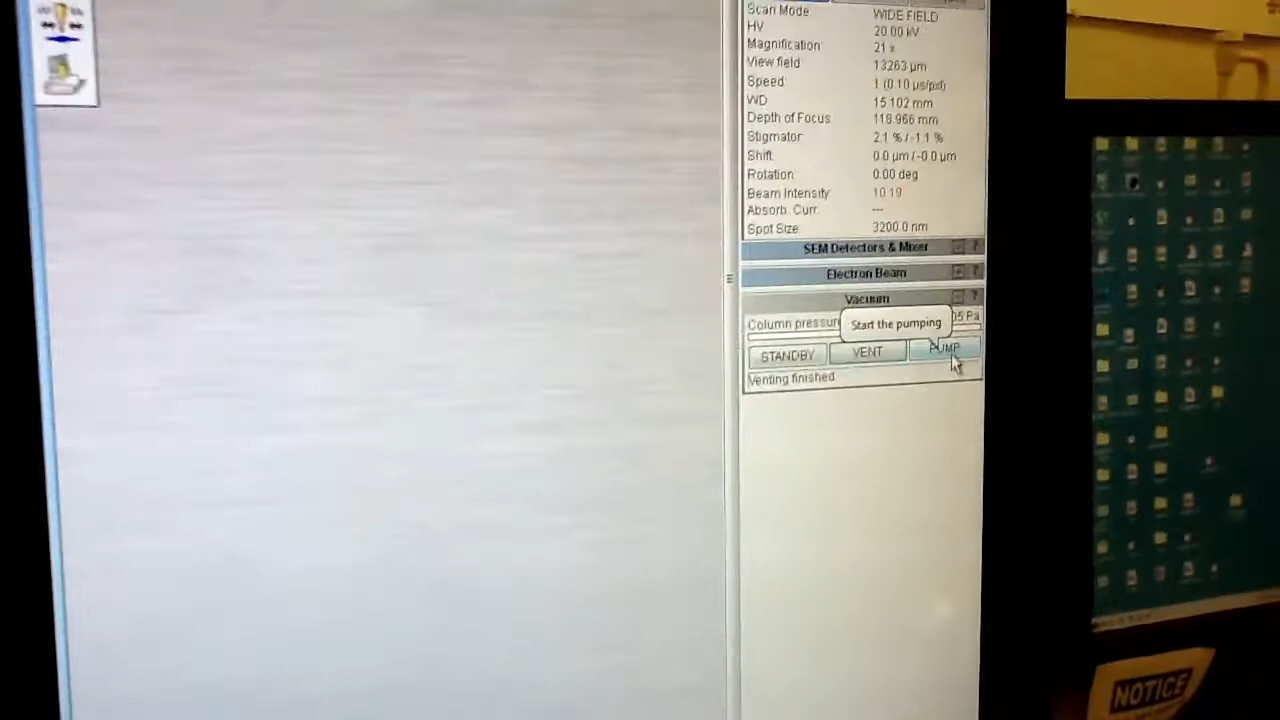 Scan Mode: WIDE FIELD
HV 20.00 kV
Magnification: 21 x
View field: 13263 µm
Speed: 1 (0.10 µs/pxl)
WD 15.102 mm
Depth of Focus: 118.966 mm
Stigmator: 2.1 % / -1.1 %
Shift: 0.0 µm / -0.0 µm
Rotation: 0.00 deg
Beam Intensity 10.19
Absorb. Curr. ---
Spot Size: 3200.0 nm
SEM Detectors & Mixer - ?
Electron Beam + ?
Vacuum - ?
Start the pumping
Column pressur 05 Pa
STANDBY VENT PUMP
Venting finished
NOTICE